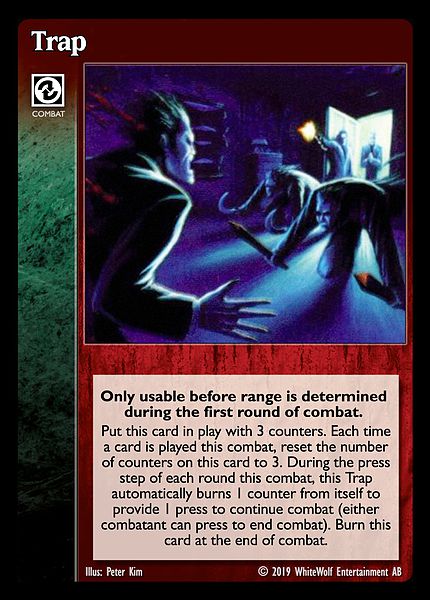 Trap
COMBAT
Only usable before range is determined
during the first round of combat.
Put this card in play with 3 counters. Each time
a card is played this combat, reset the number
of counters on this card to 3. During the press
step of each round this combat, this Trap
automatically burns 1 counter from itself to
provide 1 press to continue combat (either
combatant can press to end combat). Burn this
card at the end of combat.
Illus: Peter Kim
© 2019 WhiteWolf Entertainment AB